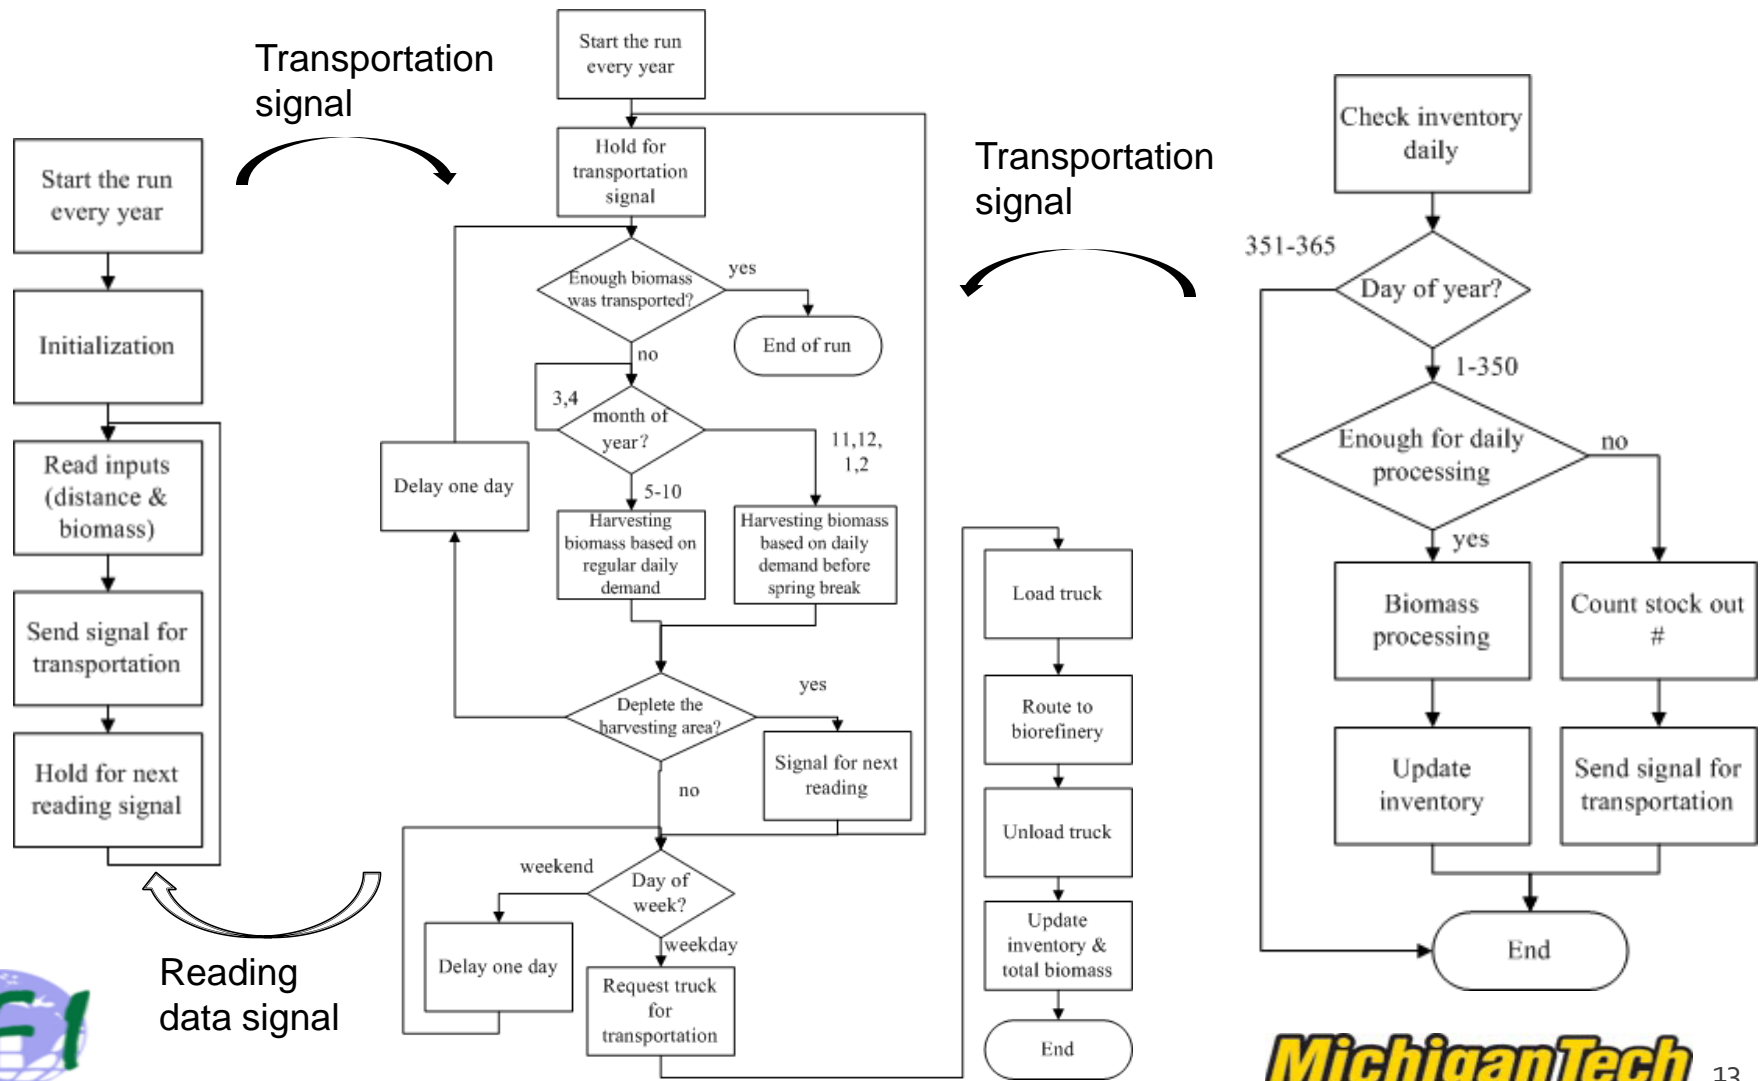 Transportation
signal
Start the run
every year
Initialization
Read inputs
(distance &
biomass)
Send signal for
transportation
Hold for next
reading signal
Reading
data signal
Start the run
every year
Hold for
transportation
signal
Enough biomass
was transported?
yes
End of run
no
3,4
month of
year?
11,12,
1,2
5-10
Delay one day
Harvesting
biomass based on
regular daily
demand
Harvesting biomass
based on daily
demand before
spring break
Deplete the
harvesting area?
yes
Signal for next
reading
no
weekend
Day of
week?
weekday
Delay one day
Request truck
for
transportation
Load truck
Route to
biorefinery
Unload truck
Update
inventory &
total biomass
End
Transportation
signal
Check inventory
daily
351-365
Day of year?
1-350
Enough for daily
processing
no
yes
Biomass
processing
Count stock out
#
Update
inventory
Send signal for
transportation
End
MichiganTech
13